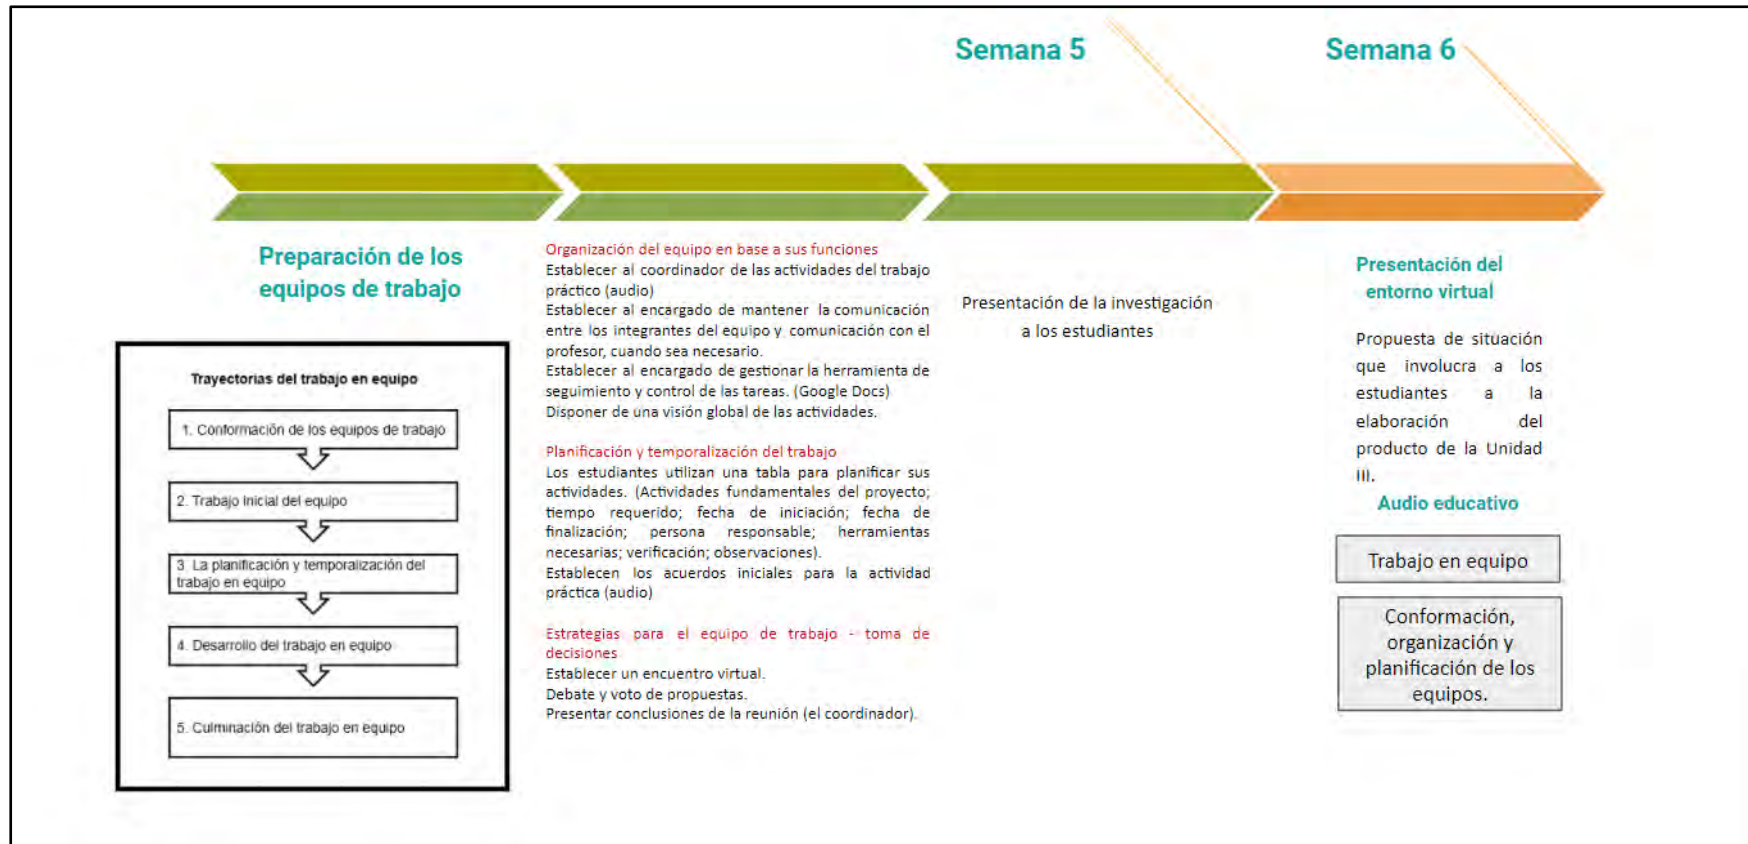 Semana 5
Semana 6
Preparación de los
equipos de trabajo
Trayectorias del trabajo en equipo
1. Conformación de los equipos de trabajo
2. Trabajo inicial del equipo
3. La planificación y temporalización del
trabajo en equipo
4. Desarrollo del trabajo en equipo
5. Culminación del trabajo en equipo
Organización del equipo en base a sus funciones
Establecer al coordinador de las actividades del trabajo
práctico (audio)
Establecer al encargado de mantener la comunicación
entre los integrantes del equipo y comunicación con el
profesor, cuando sea necesario.
Establecer al encargado de gestionar la herramienta de
seguimiento y control de las tareas. (Google Docs)
Disponer de una visión global de las actividades.
Planificación y temporalización del trabajo
Los estudiantes utilizan una tabla para planificar sus
actividades. (Actividades fundamentales del proyecto;
tiempo requerido; fecha de iniciación; fecha de
finalización; persona responsable; herramientas
necesarias; verificación; observaciones).
Establecen los acuerdos iniciales para la actividad
práctica (audio)
Estrategias para el equipo de trabajo - toma de
decisiones
Establecer un encuentro virtual.
Debate y voto de propuestas.
Presentar conclusiones de la reunión (el coordinador).
Presentación de la investigación
a los estudiantes
Presentación del
entorno virtual
Propuesta de situación
que involucra a los
estudiantes a la
elaboración del
producto de la Unidad
III.
Audio educativo
Trabajo en equipo
Conformación,
organización y
planificación de los
equipos.